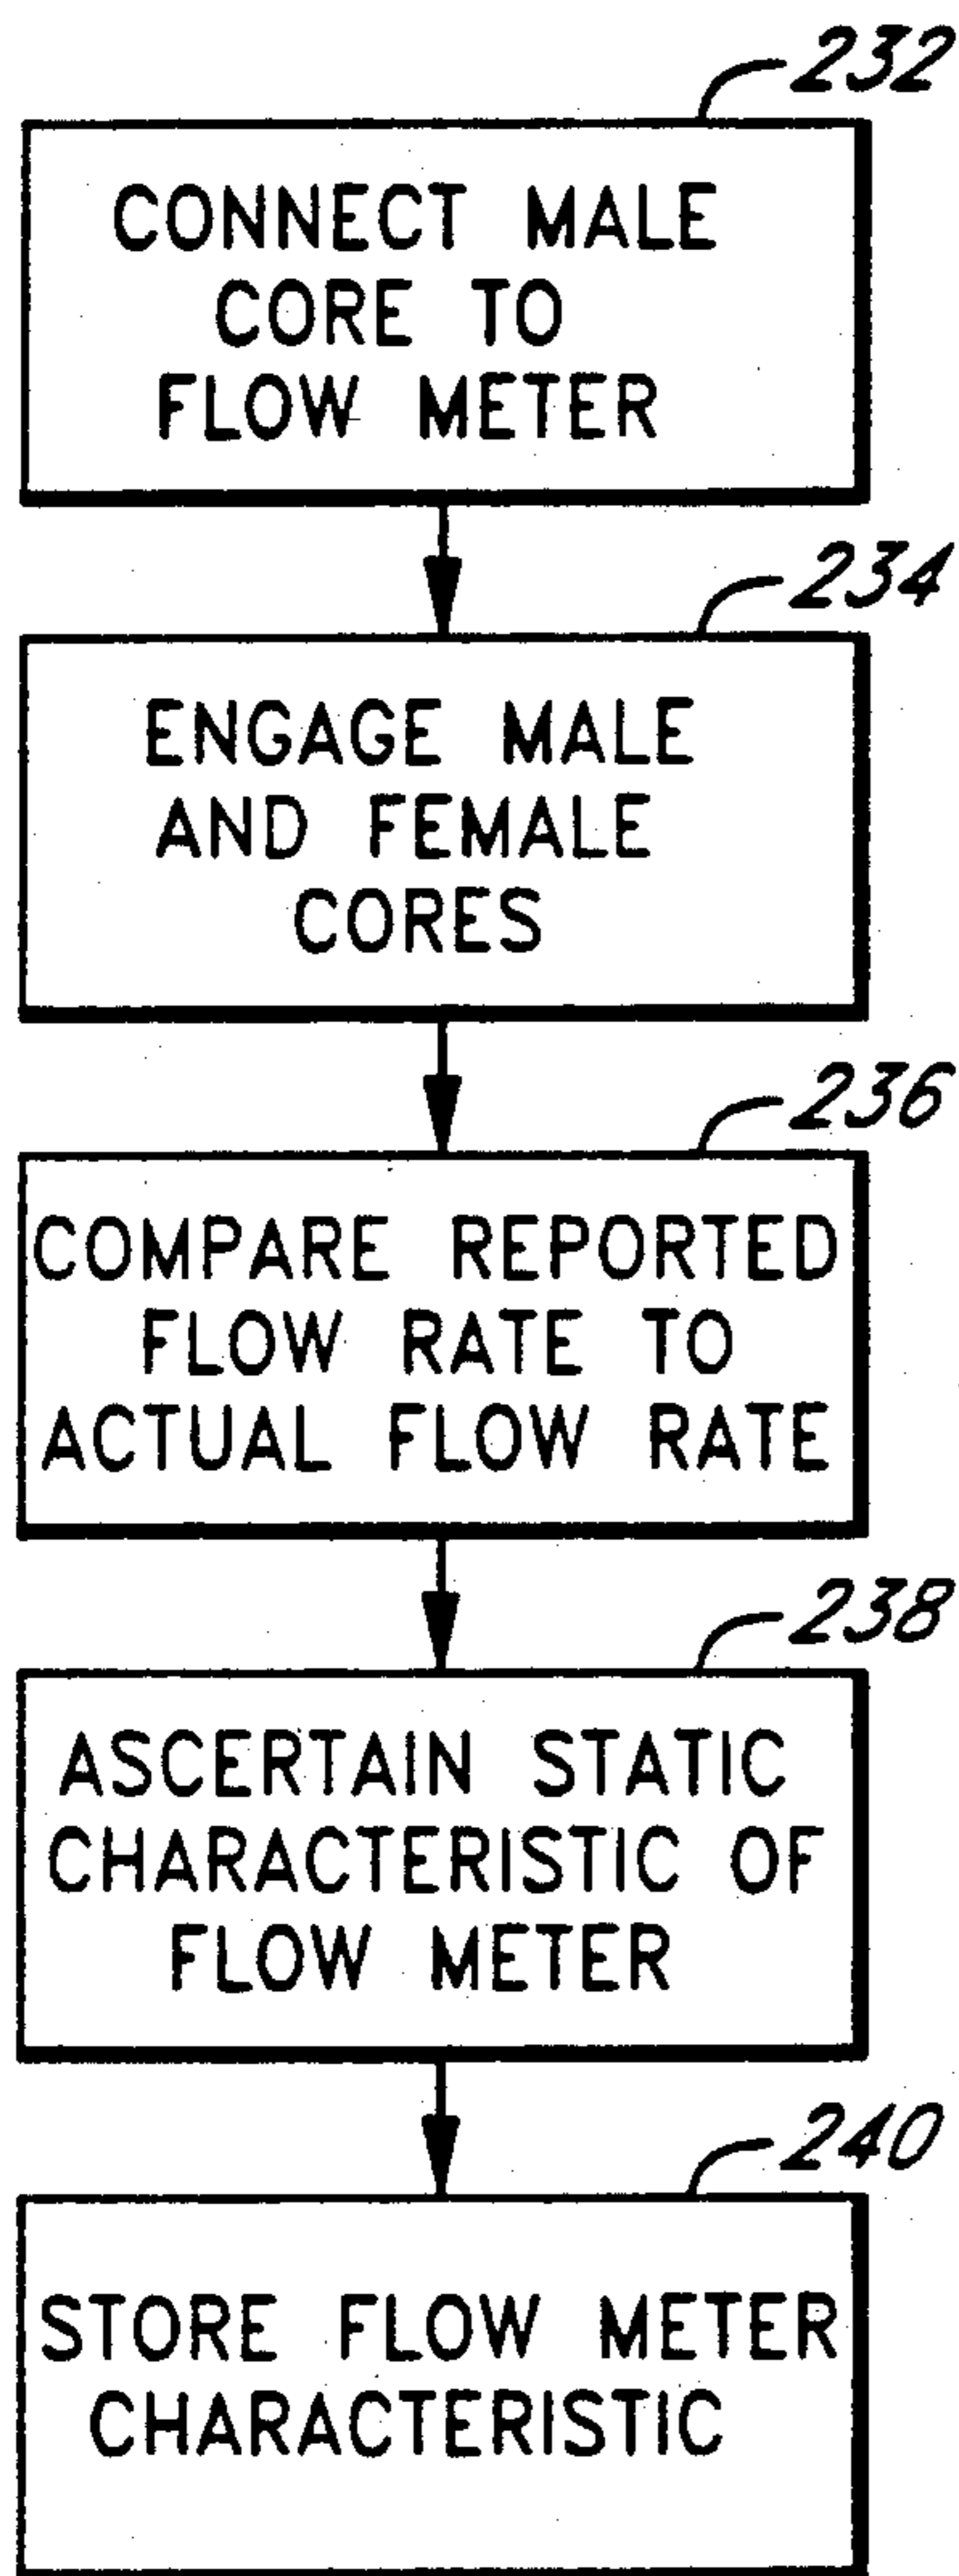 232
CONNECT MALE
CORE TO
FLOW METER
234
ENGAGE MALE
AND FEMALE
CORES
236
COMPARE REPORTED
FLOW RATE TO
ACTUAL FLOW RATE
238
ASCERTAIN STATIC
CHARACTERISTIC OF
FLOW METER
240
STORE FLOW METER
CHARACTERISTIC